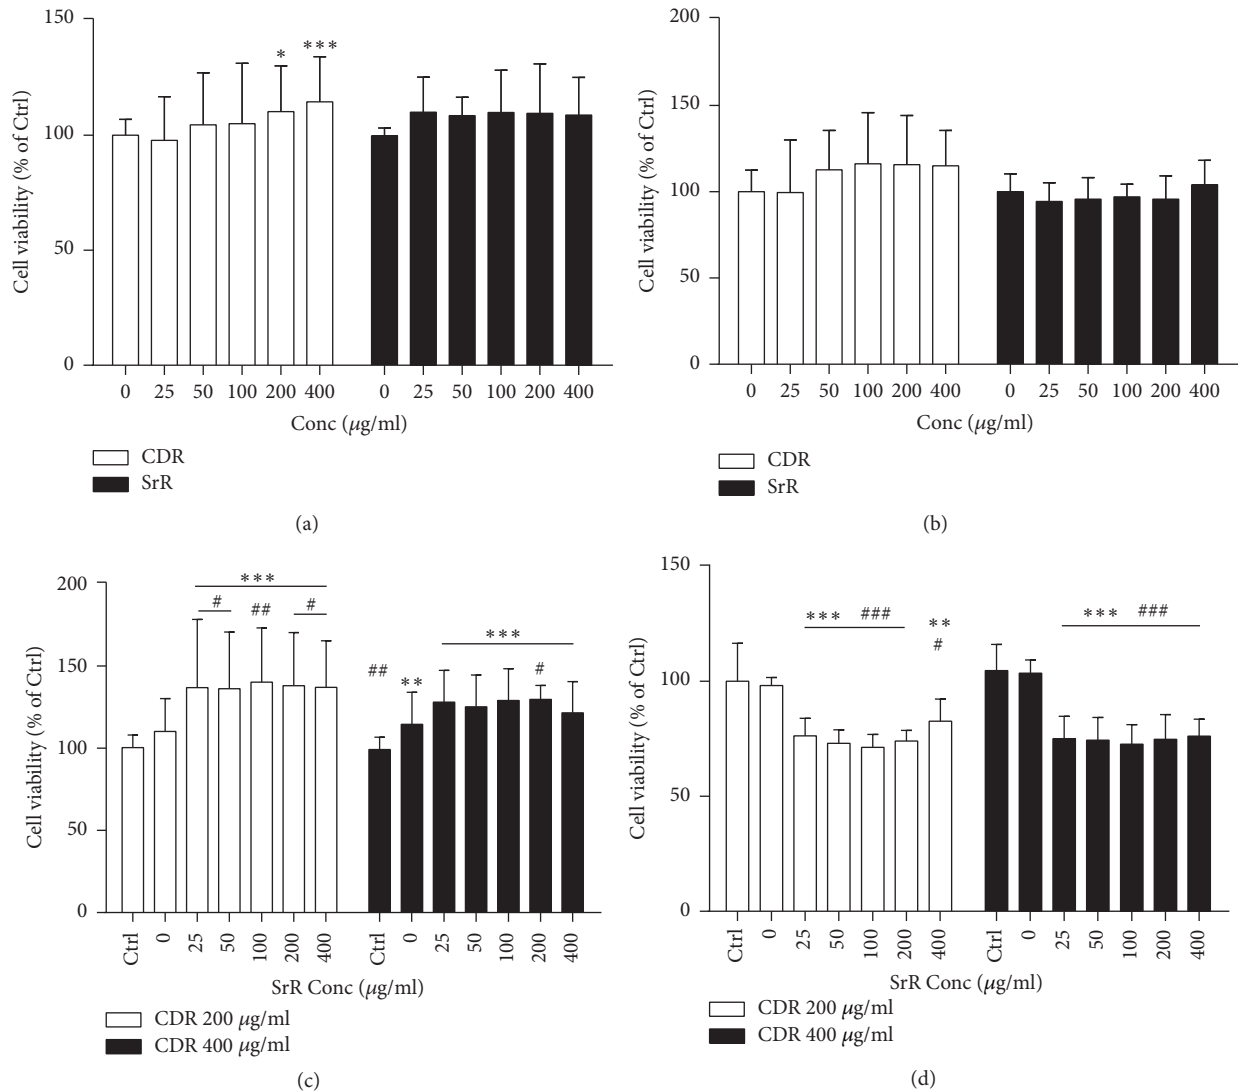 150
100
50
0
Cell viability (% of Ctrl)
* ***
0 25 50 100 200 400 0 25 50 100 200 400
Conc (μg/ml)
CDR
SrR
(a)
200
150
100
50
0
Cell viability (% of Ctrl)
0 25 50 100 200 400 0 25 50 100 200 400
Conc (μg/ml)
CDR
SrR
(b)
200
150
100
50
0
Cell viability (% of Ctrl)
***
# ## #
***
## ** #
Ctrl 0 25 50 100 200 400 Ctrl 0 25 50 100 200 400
SrR Conc (μg/ml)
CDR 200 μg/ml
CDR 400 μg/ml
(c)
150
100
50
0
Cell viability (% of Ctrl)
*** ### ** *** ###
#
Ctrl 0 25 50 100 200 400 Ctrl 0 25 50 100 200 400
SrR Conc (μg/ml)
CDR 200 μg/ml
CDR 400 μg/ml
(d)